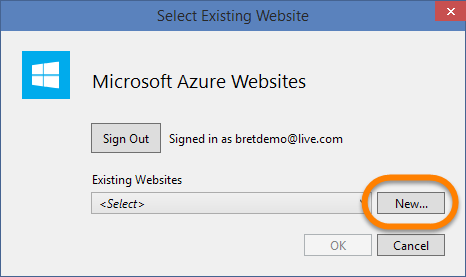 Select Existing Website
Microsoft Azure Websites
Sign Out Signed in as bretdemo@live.com
Existing Websites
<Select> New...
OK Cancel